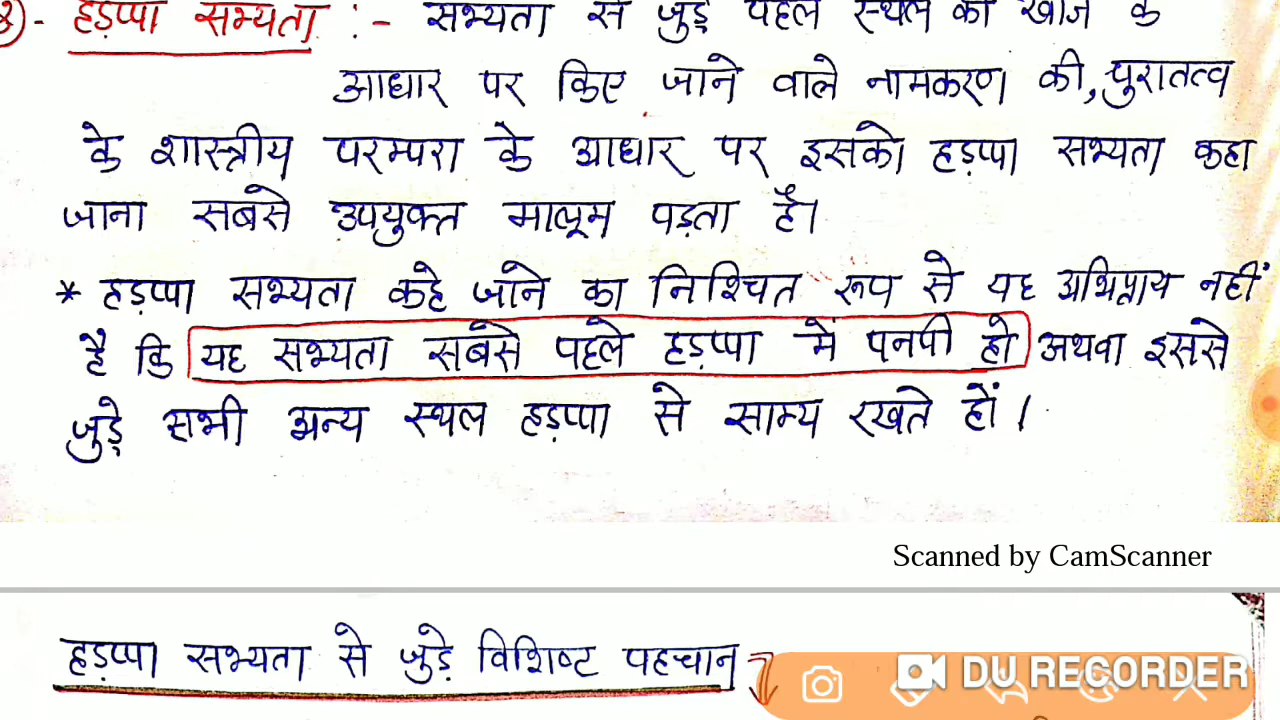 - हड़प्पा सभ्यता :- सभ्यता से जुड़े पहले स्थल की खोज के
आधार पर किए जाने वाले नामकरण की, पुरातत्व
के शास्त्रीय परम्परा के आधार पर इसको हड़प्पा सभ्यता कहा
जाना सबसे उपयुक्त मालूम पड़ता है।
* हड़प्पा सभ्यता कहे जाने का निश्चित रूप से यह अभिप्राय नहीं
है कि यह सभ्यता सबसे पहले हड़प्पा में पनपी हो अथवा इससे
जुड़े सभी अन्य स्थल हड़प्पा से साम्य रखते हों।
Scanned by CamScanner
हड़प्पा सभ्यता से जुड़े विशिष्ट पहचान
DU RECORDER